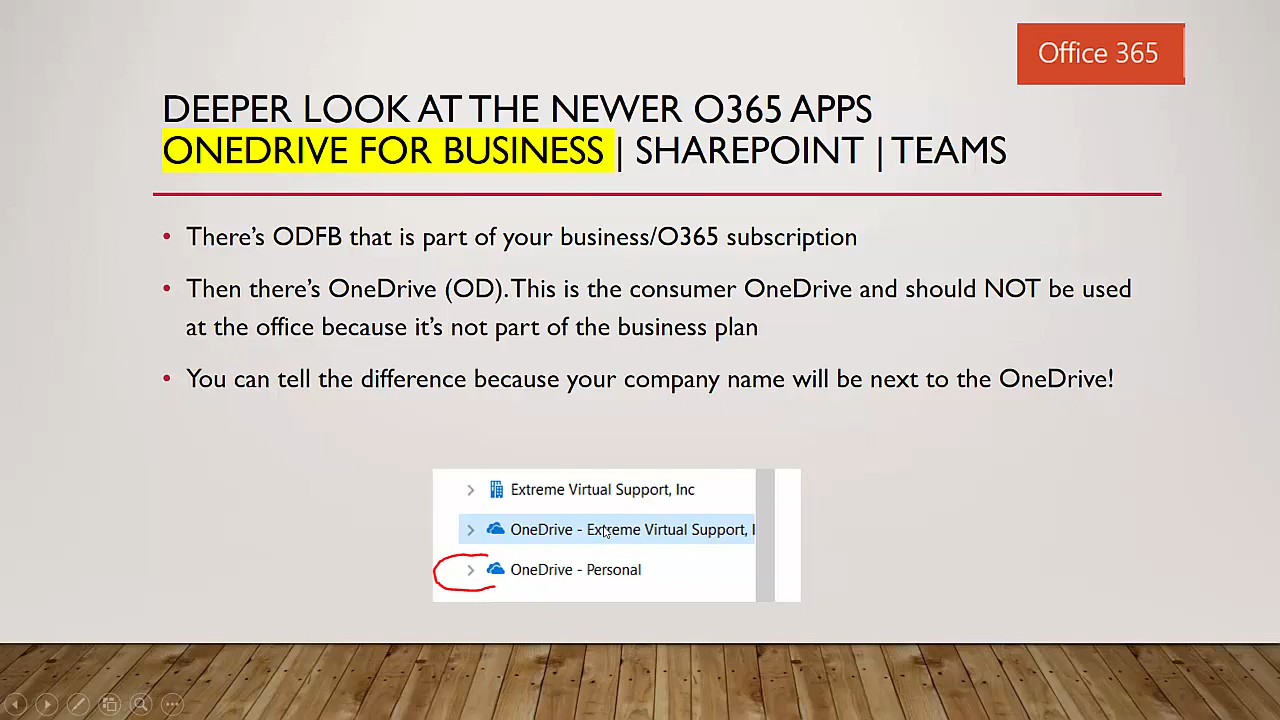 Office 365
DEEPER LOOK AT THE NEWER O365 APPS
ONEDRIVE FOR BUSINESS | SHAREPOINT | TEAMS
• There's ODFB that is part of your business/O365 subscription
• Then there's OneDrive (OD). This is the consumer OneDrive and should NOT be used
at the office because it's not part of the business plan
• You can tell the difference because your company name will be next to the OneDrive!
Extreme Virtual Support, Inc
OneDrive - Extreme Virtual Support, I
OneDrive - Personal